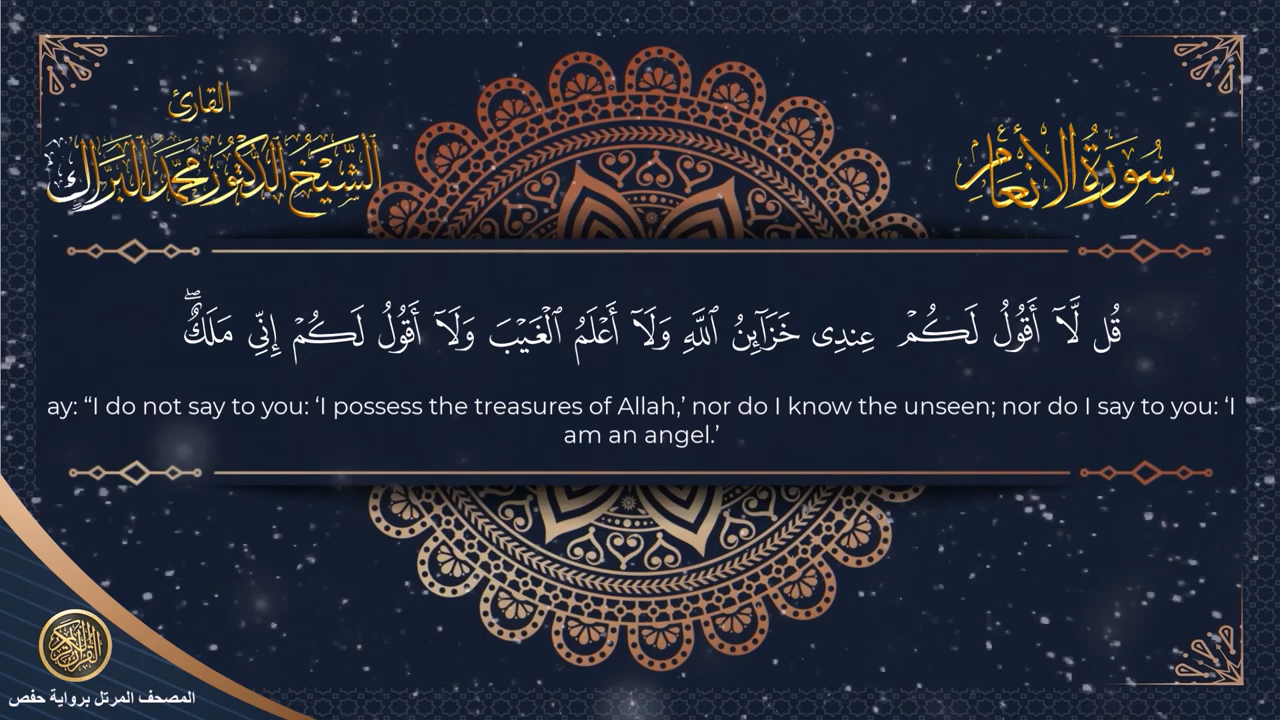 القارئ
الشيخ الدكتور محمد البراك
سورة الأنعام
قُل لَّآ أَقُولُ لَكُمْ عِندِى خَزَآئِنُ ٱللَّهِ وَلَآ أَعْلَمُ ٱلْغَيْبَ وَلَآ أَقُولُ لَكُمْ إِنِّى مَلَكٌ ۖ
ay: “I do not say to you: ‘I possess the treasures of Allah,’ nor do I know the unseen; nor do I say to you: ‘I
am an angel.’
القرآن الكريم
المصحف المرتل برواية حفص